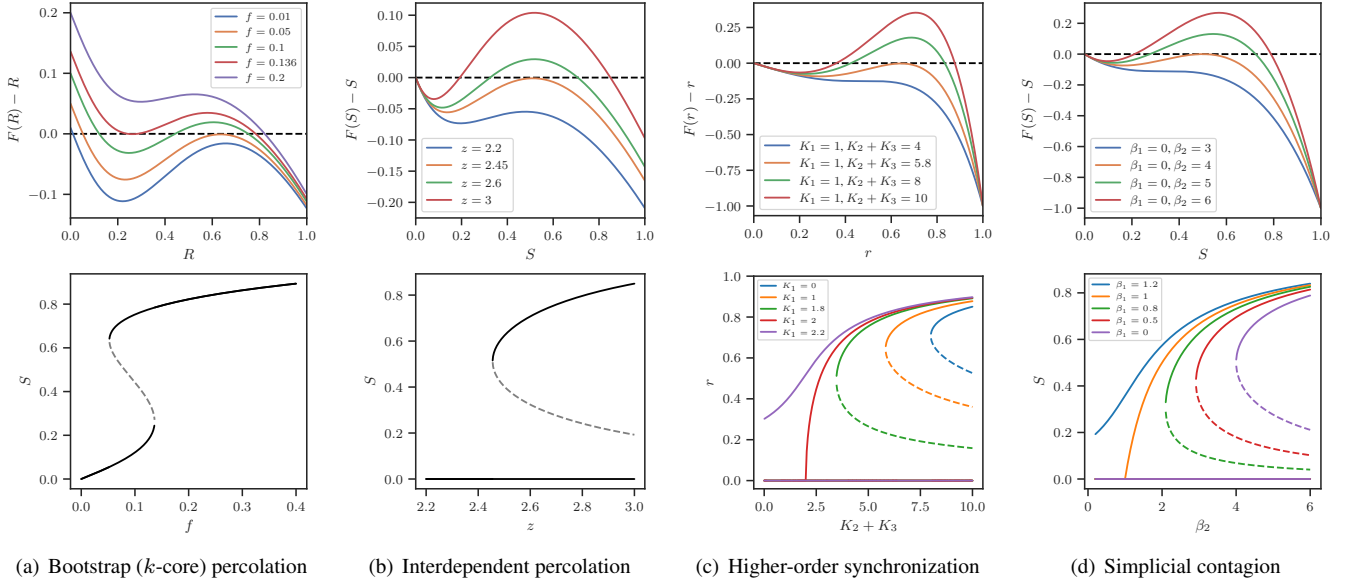 0.2
0.1
0.0
−0.1
F(R) − R
f = 0.01
f = 0.05
f = 0.1
f = 0.136
f = 0.2
0.0 0.2 0.4 0.6 0.8 1.0
R
0.10
0.05
0.00
−0.05
−0.10
−0.15
−0.20
F(S) − S
z = 2.2
z = 2.45
z = 2.6
z = 3
0.0 0.2 0.4 0.6 0.8 1.0
S
0.25
0.00
−0.25
−0.50
−0.75
−1.00
F(r) − r
K₁ = 1, K₂ + K₃ = 4
K₁ = 1, K₂ + K₃ = 5.8
K₁ = 1, K₂ + K₃ = 8
K₁ = 1, K₂ + K₃ = 10
0.0 0.2 0.4 0.6 0.8 1.0
r
0.2
0.0
−0.2
−0.4
−0.6
−0.8
−1.0
F(S) − S
β₁ = 0, β₂ = 3
β₁ = 0, β₂ = 4
β₁ = 0, β₂ = 5
β₁ = 0, β₂ = 6
0.0 0.2 0.4 0.6 0.8 1.0
S
0.8
0.6
0.4
0.2
0.0
S
0.0 0.1 0.2 0.3 0.4
f
0.8
0.6
0.4
0.2
0.0
S
2.2 2.4 2.6 2.8 3.0
z
1.0
0.8
0.6
0.4
0.2
0.0
r
K₁ = 0
K₁ = 1
K₁ = 1.8
K₁ = 2
K₁ = 2.2
0.0 2.5 5.0 7.5 10.0
K₂ + K₃
0.8
0.6
0.4
0.2
0.0
S
β₁ = 1.2
β₁ = 1
β₁ = 0.8
β₁ = 0.5
β₁ = 0
0 2 4 6
β₂
(a) Bootstrap (k-core) percolation
(b) Interdependent percolation
(c) Higher-order synchronization
(d) Simplicial contagion